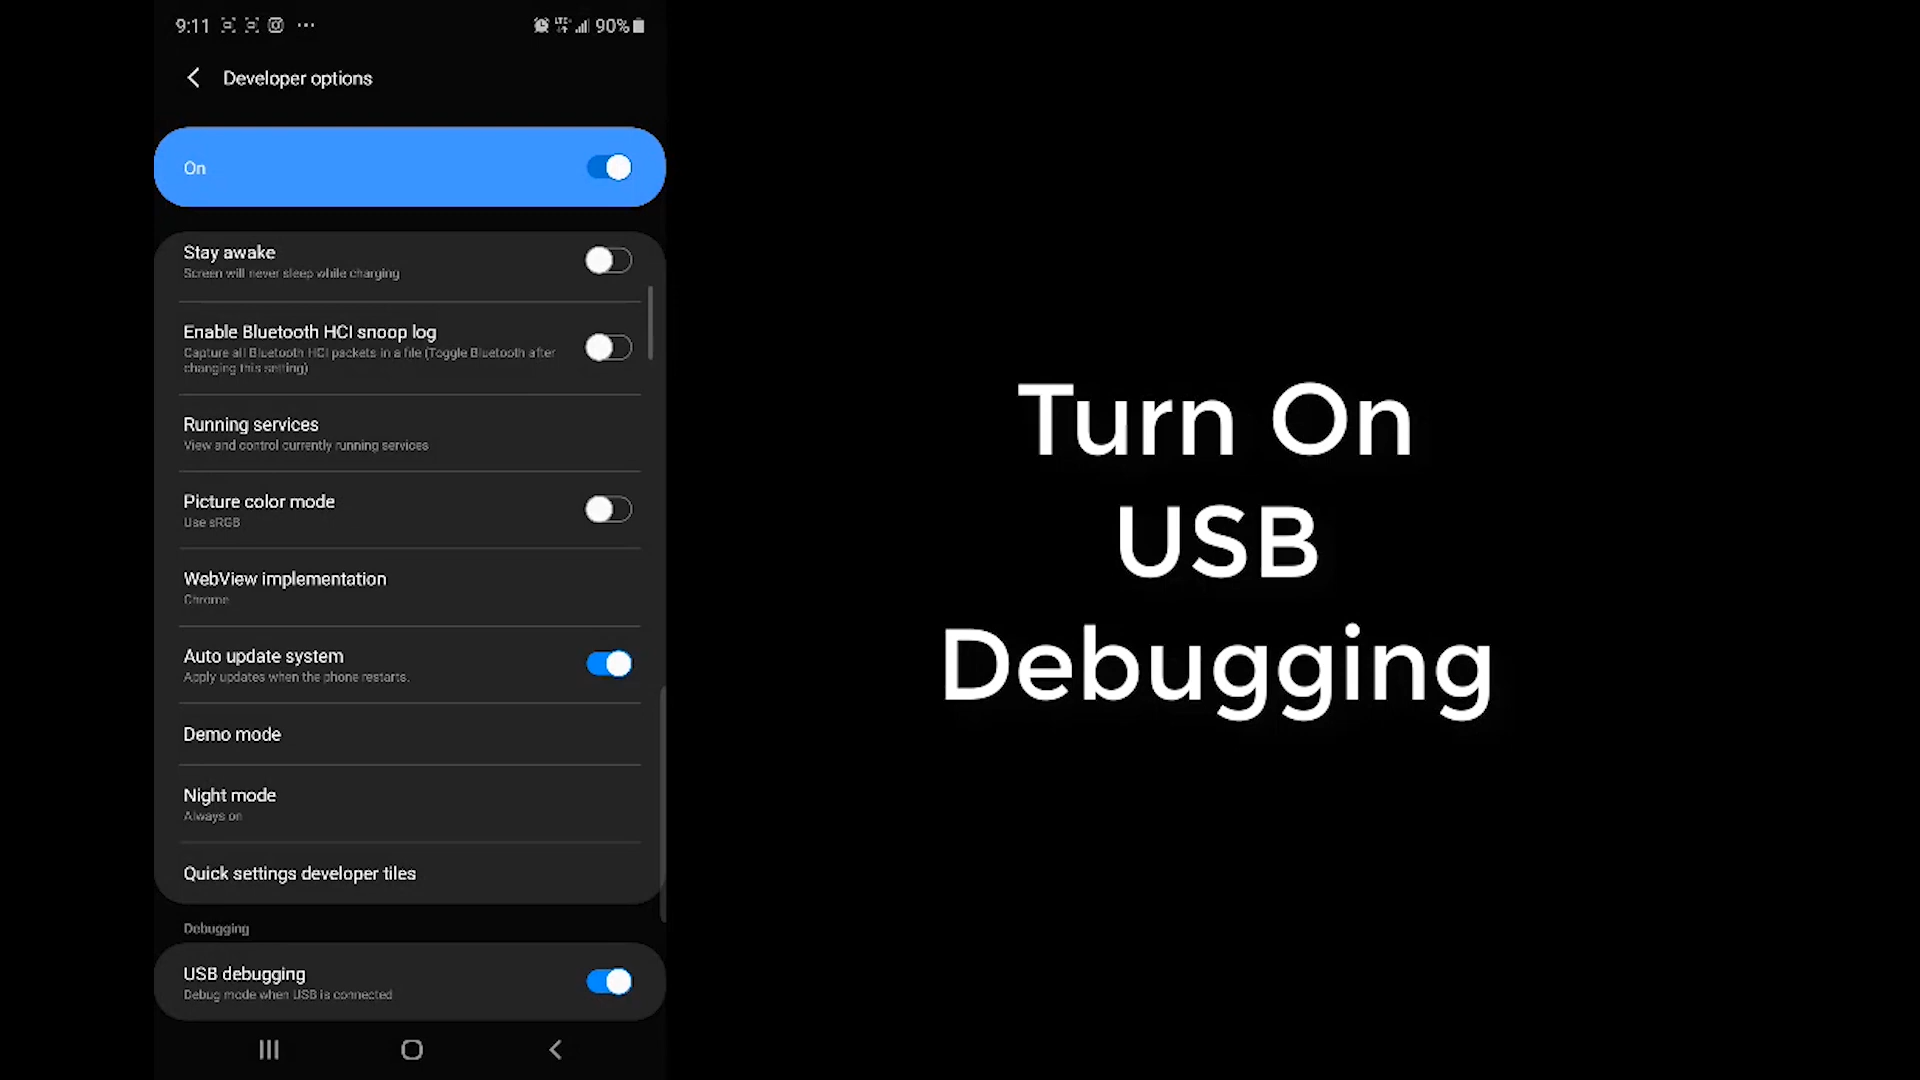 9:11
LTE+ 90%
Developer options
On
Stay awake
Screen will never sleep while charging
Enable Bluetooth HCI snoop log
Capture all Bluetooth HCI packets in a file (Toggle Bluetooth after
changing this setting)
Running services
View and control currently running services
Picture color mode
Use sRGB
WebView implementation
Chrome
Auto update system
Apply updates when the phone restarts.
Demo mode
Night mode
Always on
Quick settings developer tiles
Debugging
USB debugging
Debug mode when USB is connected
Turn On
USB
Debugging